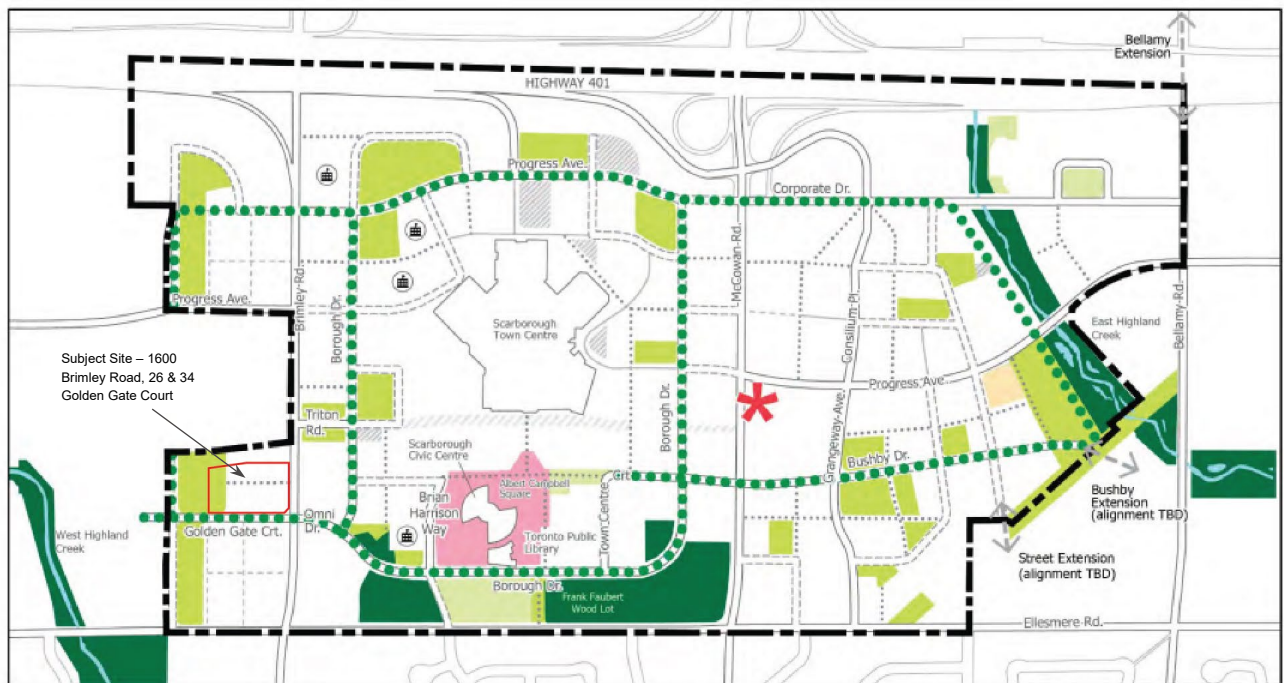 Bellamy
Extension
HIGHWAY 401
Progress Ave.
Corporate Dr.
Brimley Rd.
Borough Dr.
McCowan Rd.
Consilium Pl.
Bellamy Rd.
Progress Ave.
Scarborough
Town Centre
East Highland
Creek
Subject Site – 1600
Brimley Road, 26 & 34
Golden Gate Court
Progress Ave.
Borough Dr.
Triton
Rd.
Grangeway Ave.
Scarborough
Civic Centre
Bushby Dr.
Crt.
Albert Campbell
Square
Brian
Harrison
Way
Town Centre
Omni
Dr.
Golden Gate Crt.
West Highland
Creek
Toronto Public
Library
Bushby
Extension
(alignment TBD)
Street Extension
(alignment TBD)
Borough Dr.
Frank Faubert
Wood Lot
Ellesmere Rd.